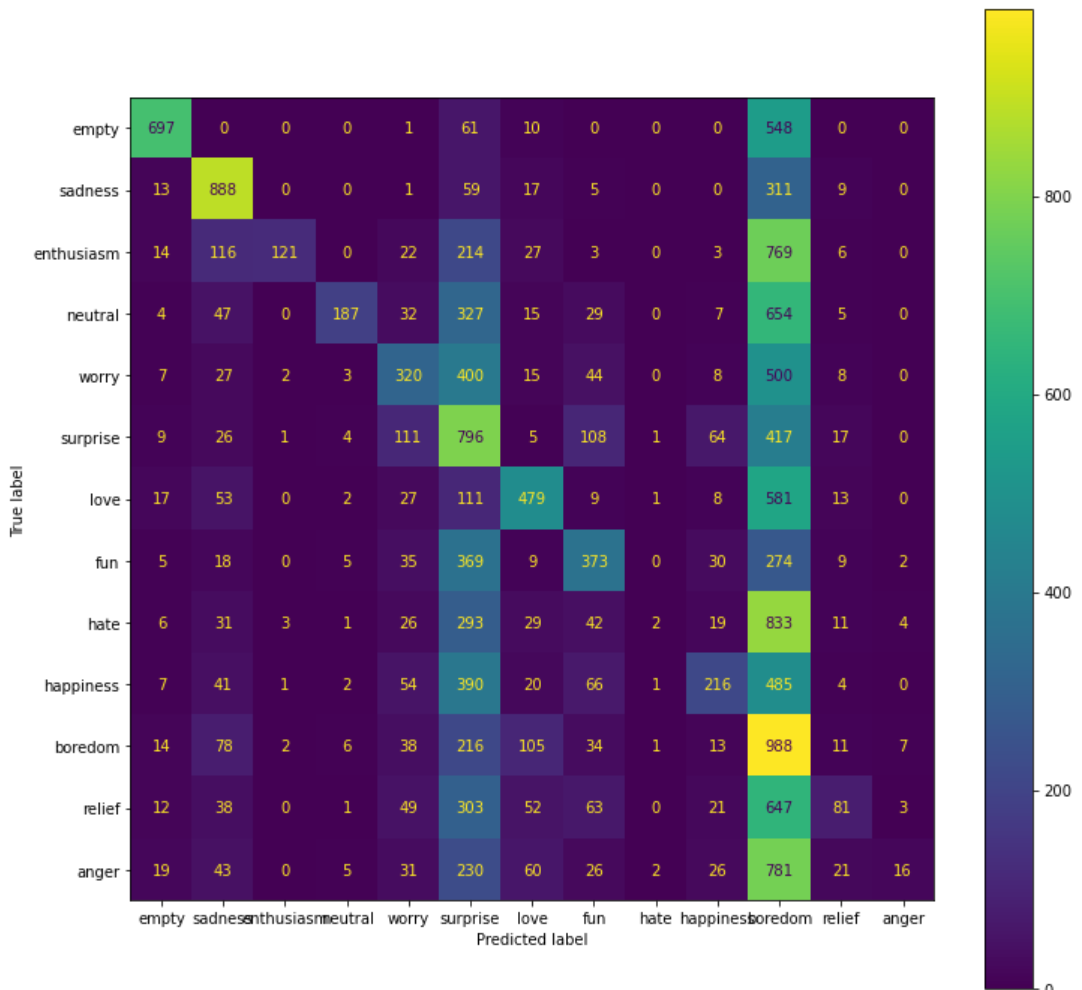 empty 697 0 0 0 1 61 10 0 0 0 548 0 0
sadness 13 888 0 0 1 59 17 5 0 0 311 9 0
enthusiasm 14 116 121 0 22 214 27 3 0 3 769 6 0
neutral 4 47 0 187 32 327 15 29 0 7 654 5 0
worry 7 27 2 3 320 400 15 44 0 8 500 8 0
surprise 9 26 1 4 111 796 5 108 1 64 417 17 0
love 17 53 0 2 27 111 479 9 1 8 581 13 0
fun 5 18 0 5 35 369 9 373 0 30 274 9 2
hate 6 31 3 1 26 293 29 42 2 19 833 11 4
happiness 7 41 1 2 54 390 20 66 1 216 485 4 0
boredom 14 78 2 6 38 216 105 34 1 13 988 11 7
relief 12 38 0 1 49 303 52 63 0 21 647 81 3
anger 19 43 0 5 31 230 60 26 2 26 781 21 16
empty sadness enthusiasm neutral worry surprise love fun hate happiness boredom relief anger
Predicted label
True label
800
600
400
200
0